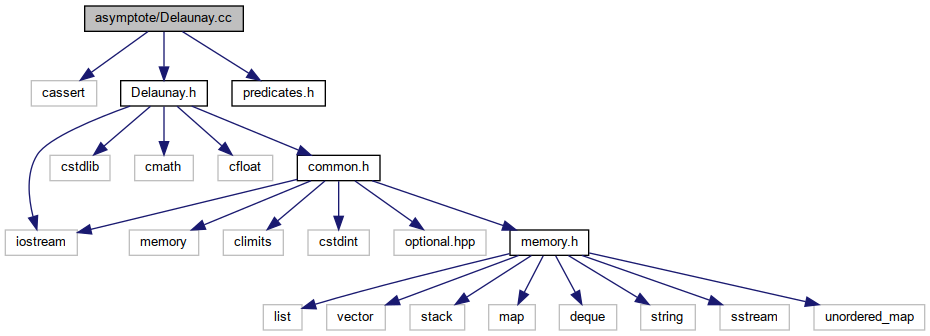 asymptote/Delaunay.cc
cassert Delaunay.h predicates.h
cstdlib cmath cfloat common.h
iostream memory climits cstdint optional.hpp memory.h
list vector stack map deque string sstream unordered_map